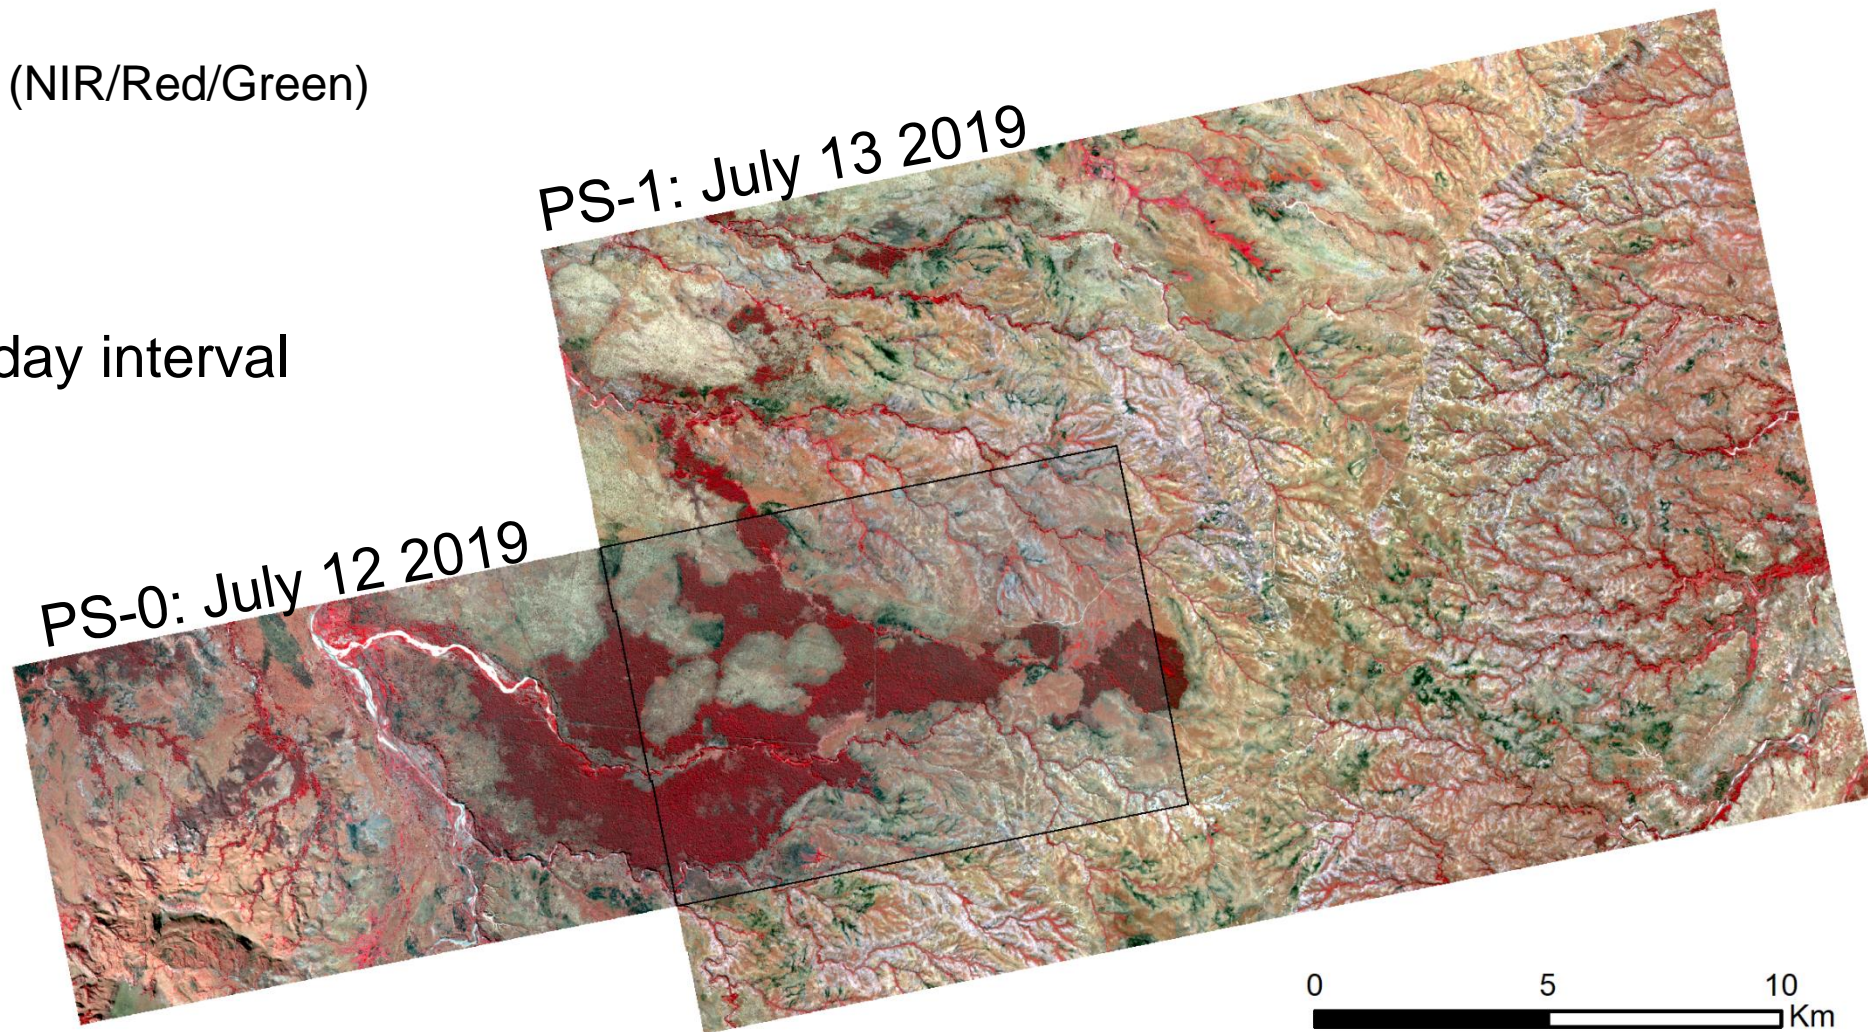 (NIR/Red/Green)
PS-1: July 13 2019
day interval
PS-0: July 12 2019
0 5 10
Km